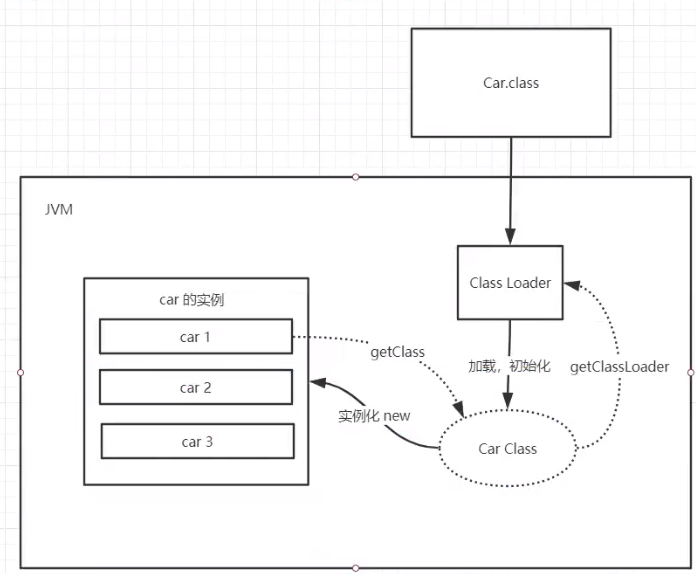 Car.class
JVM
Class Loader
car 的实例
car 1
getClass
加载，初始化
getClassLoader
car 2
实例化 new
car 3
Car Class